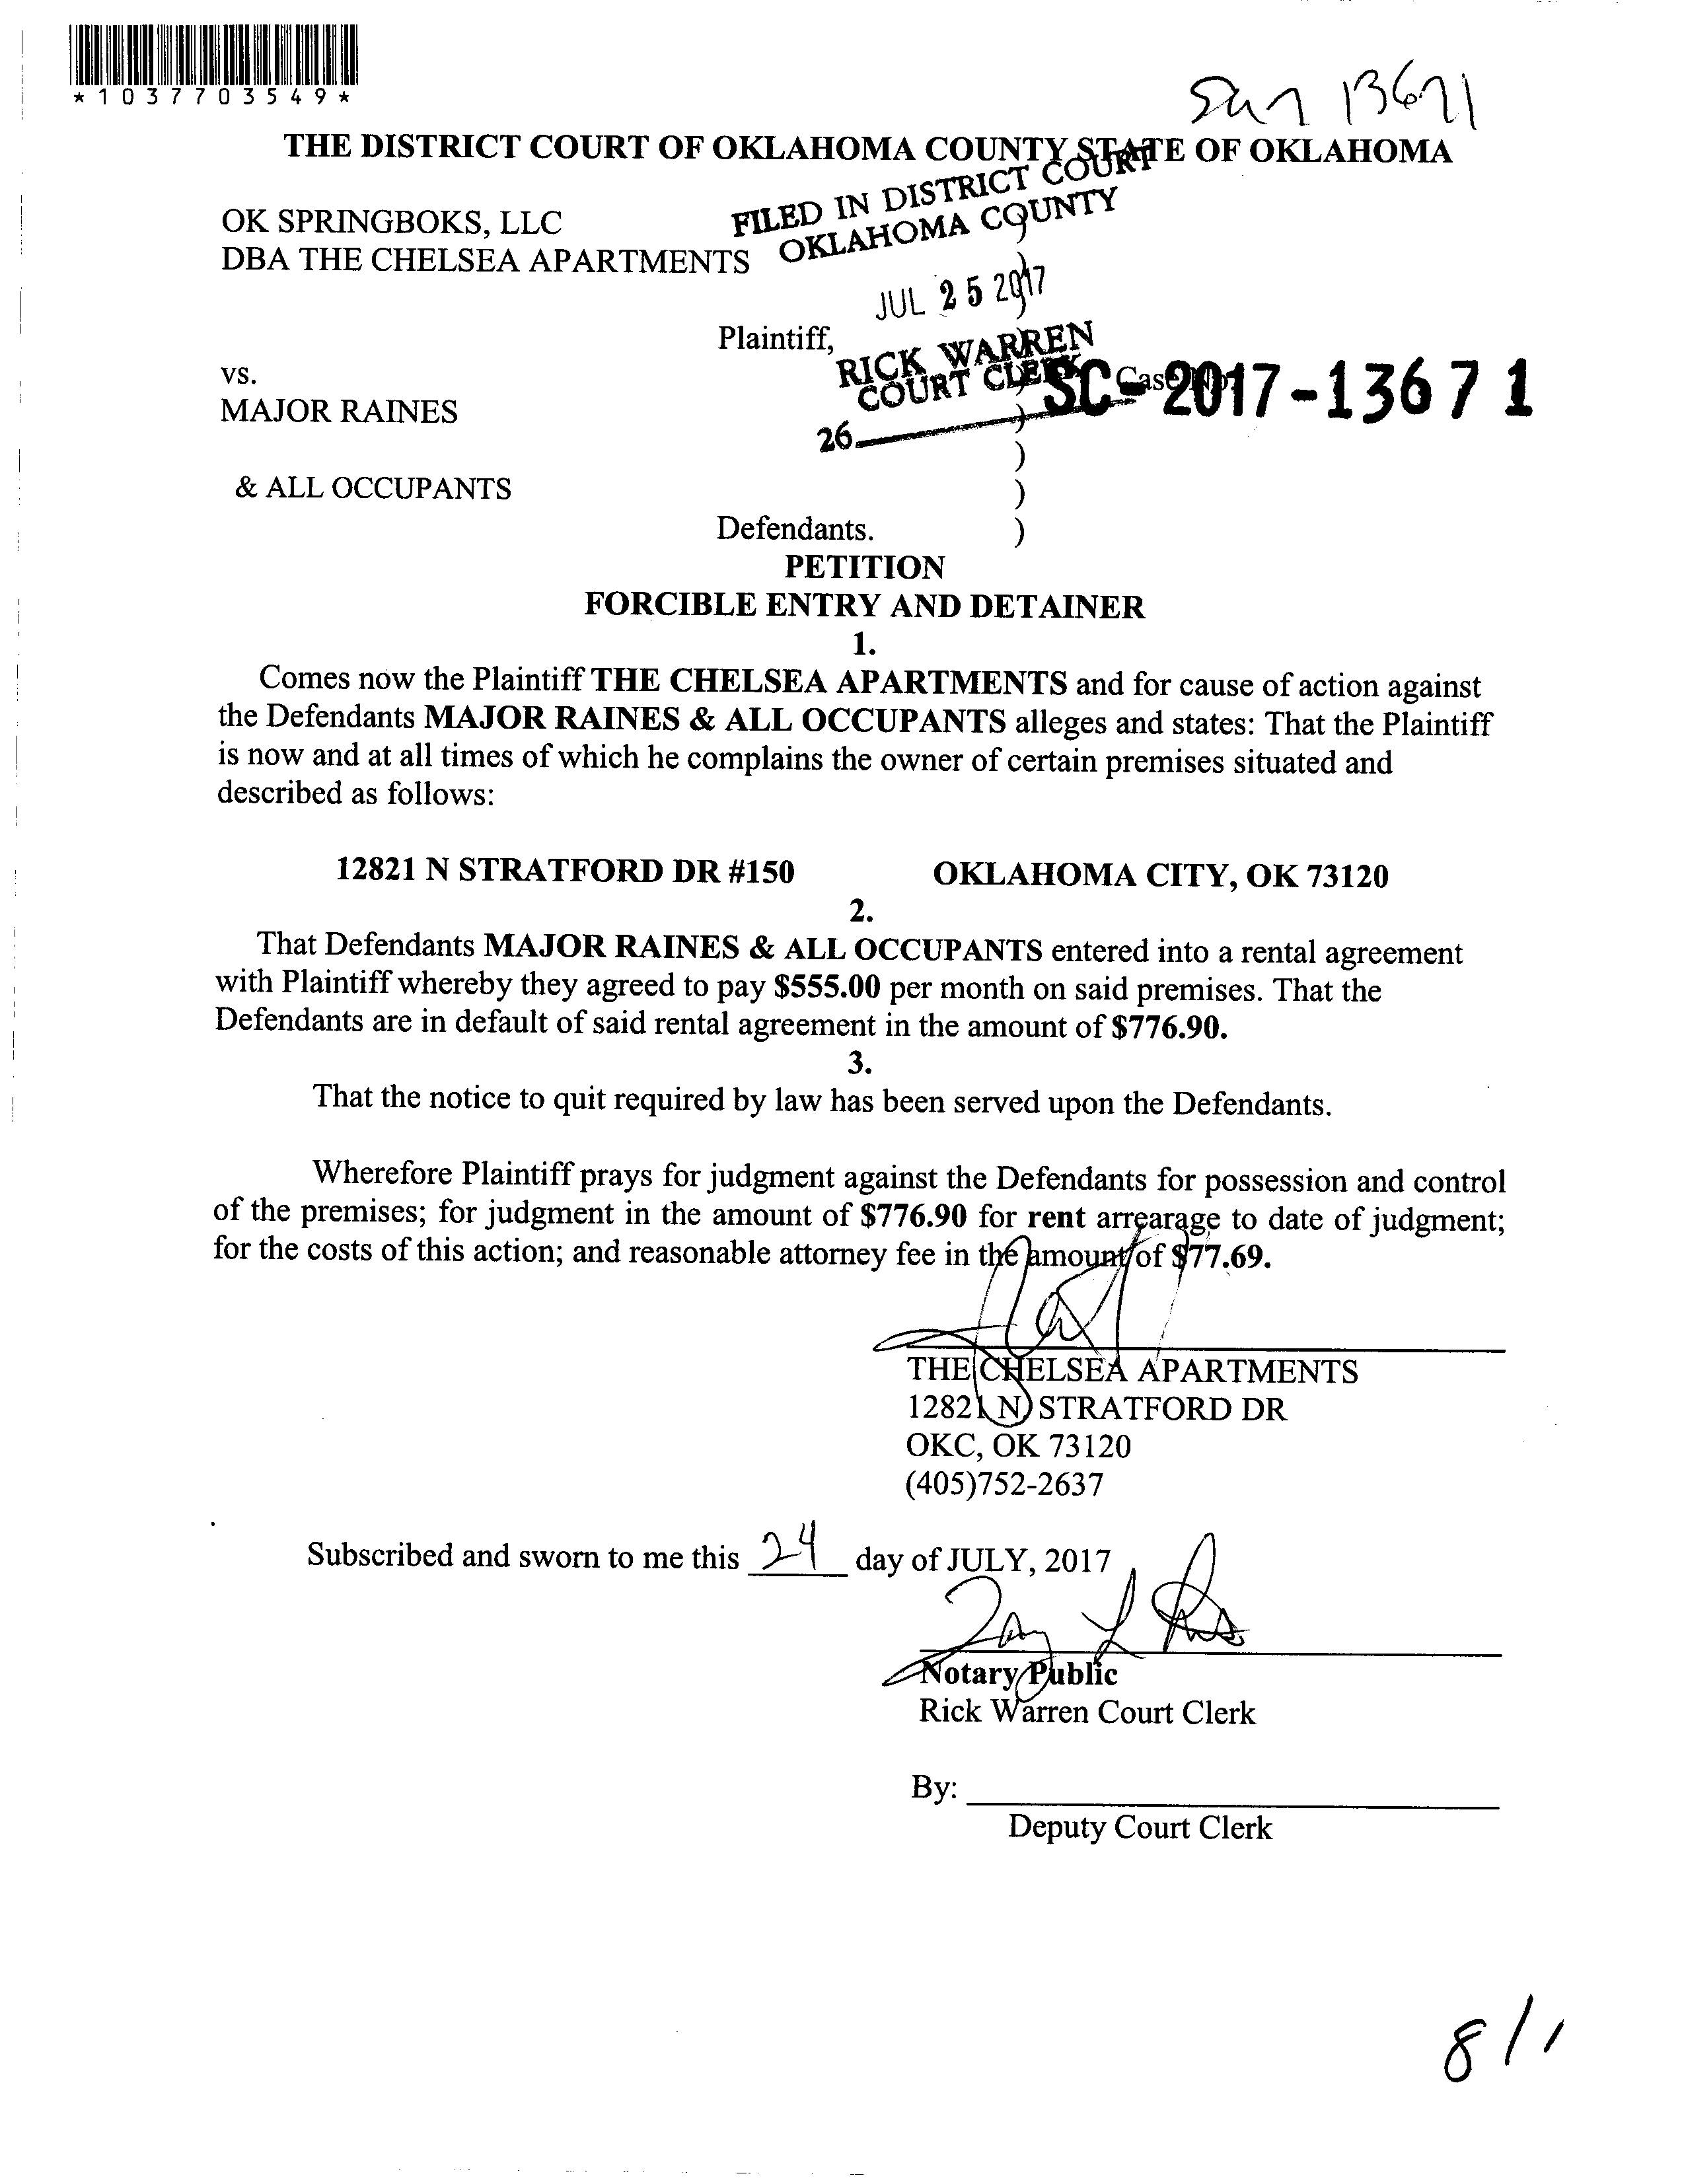 *1037703549*
13671
THE DISTRICT COURT OF OKLAHOMA COUNTY STATE OF OKLAHOMA
FILED IN DISTRICT COURT
OKLAHOMA COUNTY
OK SPRINGBOKS, LLC
DBA THE CHELSEA APARTMENTS
JUL 25 2017
Plaintiff, )
RICK WARREN
COURT CLERK
vs.
Case No. SC-2017-13671
MAJOR RAINES )
26
)
& ALL OCCUPANTS )
Defendants. )
PETITION
FORCIBLE ENTRY AND DETAINER
1.
Comes now the Plaintiff THE CHELSEA APARTMENTS and for cause of action against
the Defendants MAJOR RAINES & ALL OCCUPANTS alleges and states: That the Plaintiff
is now and at all times of which he complains the owner of certain premises situated and
described as follows:
12821 N STRATFORD DR #150 OKLAHOMA CITY, OK 73120
2.
That Defendants MAJOR RAINES & ALL OCCUPANTS entered into a rental agreement
with Plaintiff whereby they agreed to pay $555.00 per month on said premises. That the
Defendants are in default of said rental agreement in the amount of $776.90.
3.
That the notice to quit required by law has been served upon the Defendants.
Wherefore Plaintiff prays for judgment against the Defendants for possession and control
of the premises; for judgment in the amount of $776.90 for rent arrearage to date of judgment;
for the costs of this action; and reasonable attorney fee in the amount of $77.69.
THE CHELSEA APARTMENTS
12821 N STRATFORD DR
OKC, OK 73120
(405)752-2637
Subscribed and sworn to me this 24 day of JULY, 2017
Notary Public
Rick Warren Court Clerk
By:
Deputy Court Clerk
8/1